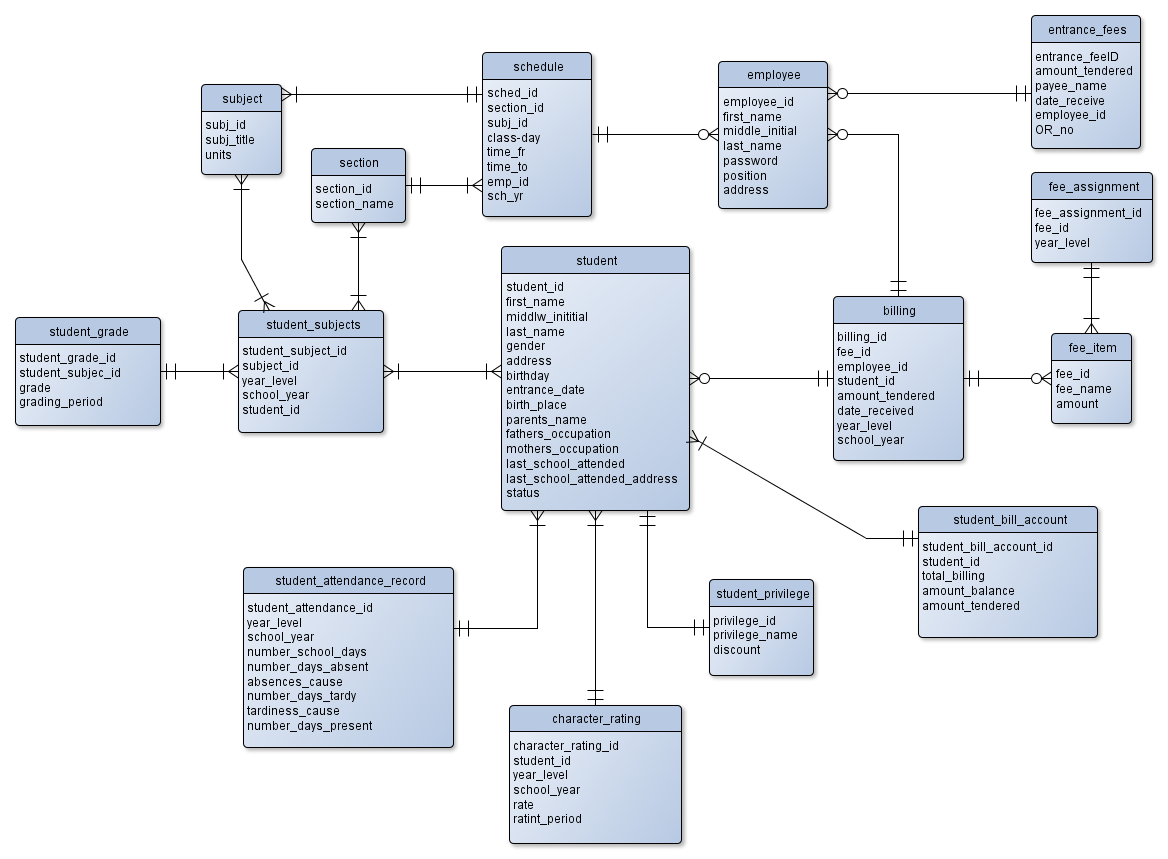 entrance_fees
entrance_feeID
amount_tendered
payee_name
date_receive
employee_id
OR_no
schedule
sched_id
section_id
subj_id
class-day
time_fr
time_to
emp_id
sch_yr
employee
employee_id
first_name
middle_initial
last_name
password
position
address
subject
subj_id
subj_title
units
section
section_id
section_name
fee_assignment
fee_assignment_id
fee_id
year_level
student
student_id
first_name
middlw_inititial
last_name
gender
address
birthday
entrance_date
birth_place
parents_name
fathers_occupation
mothers_occupation
last_school_attended
last_school_attended_address
status
billing
billing_id
fee_id
employee_id
student_id
amount_tendered
date_received
year_level
school_year
student_grade
student_grade_id
student_subjec_id
grade
grading_period
student_subjects
student_subject_id
subject_id
year_level
school_year
student_id
fee_item
fee_id
fee_name
amount
student_bill_account
student_bill_account_id
student_id
total_billing
amount_balance
amount_tendered
student_attendance_record
student_attendance_id
year_level
school_year
number_school_days
number_days_absent
absences_cause
number_days_tardy
tardiness_cause
number_days_present
student_privilege
privilege_id
privilege_name
discount
character_rating
character_rating_id
student_id
year_level
school_year
rate
ratint_period